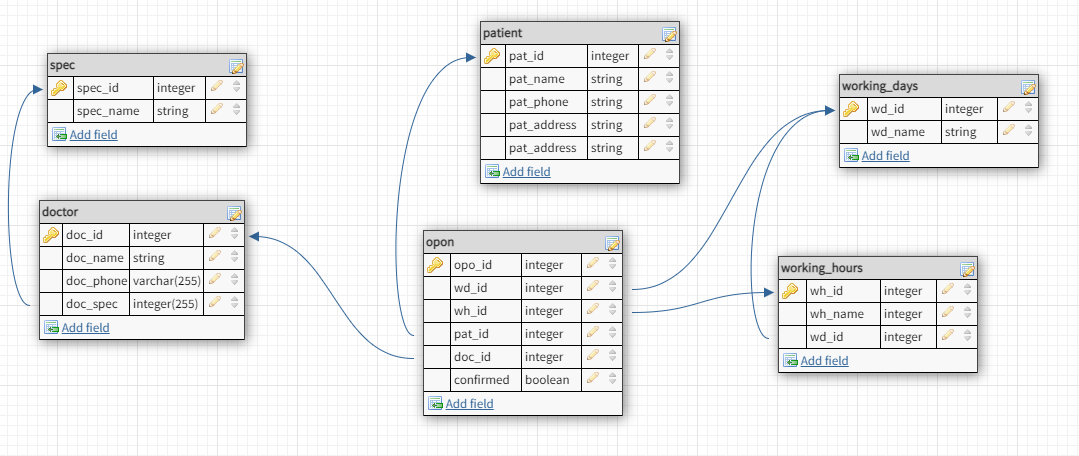 spec
spec_id integer
spec_name string
Add field
doctor
doc_id integer
doc_name string
doc_phone varchar(255)
doc_spec integer(255)
Add field
patient
pat_id integer
pat_name string
pat_phone string
pat_address string
pat_address string
Add field
opon
opo_id integer
wd_id integer
wh_id integer
pat_id integer
doc_id integer
confirmed boolean
Add field
working_days
wd_id integer
wd_name string
Add field
working_hours
wh_id integer
wh_name integer
wd_id integer
Add field